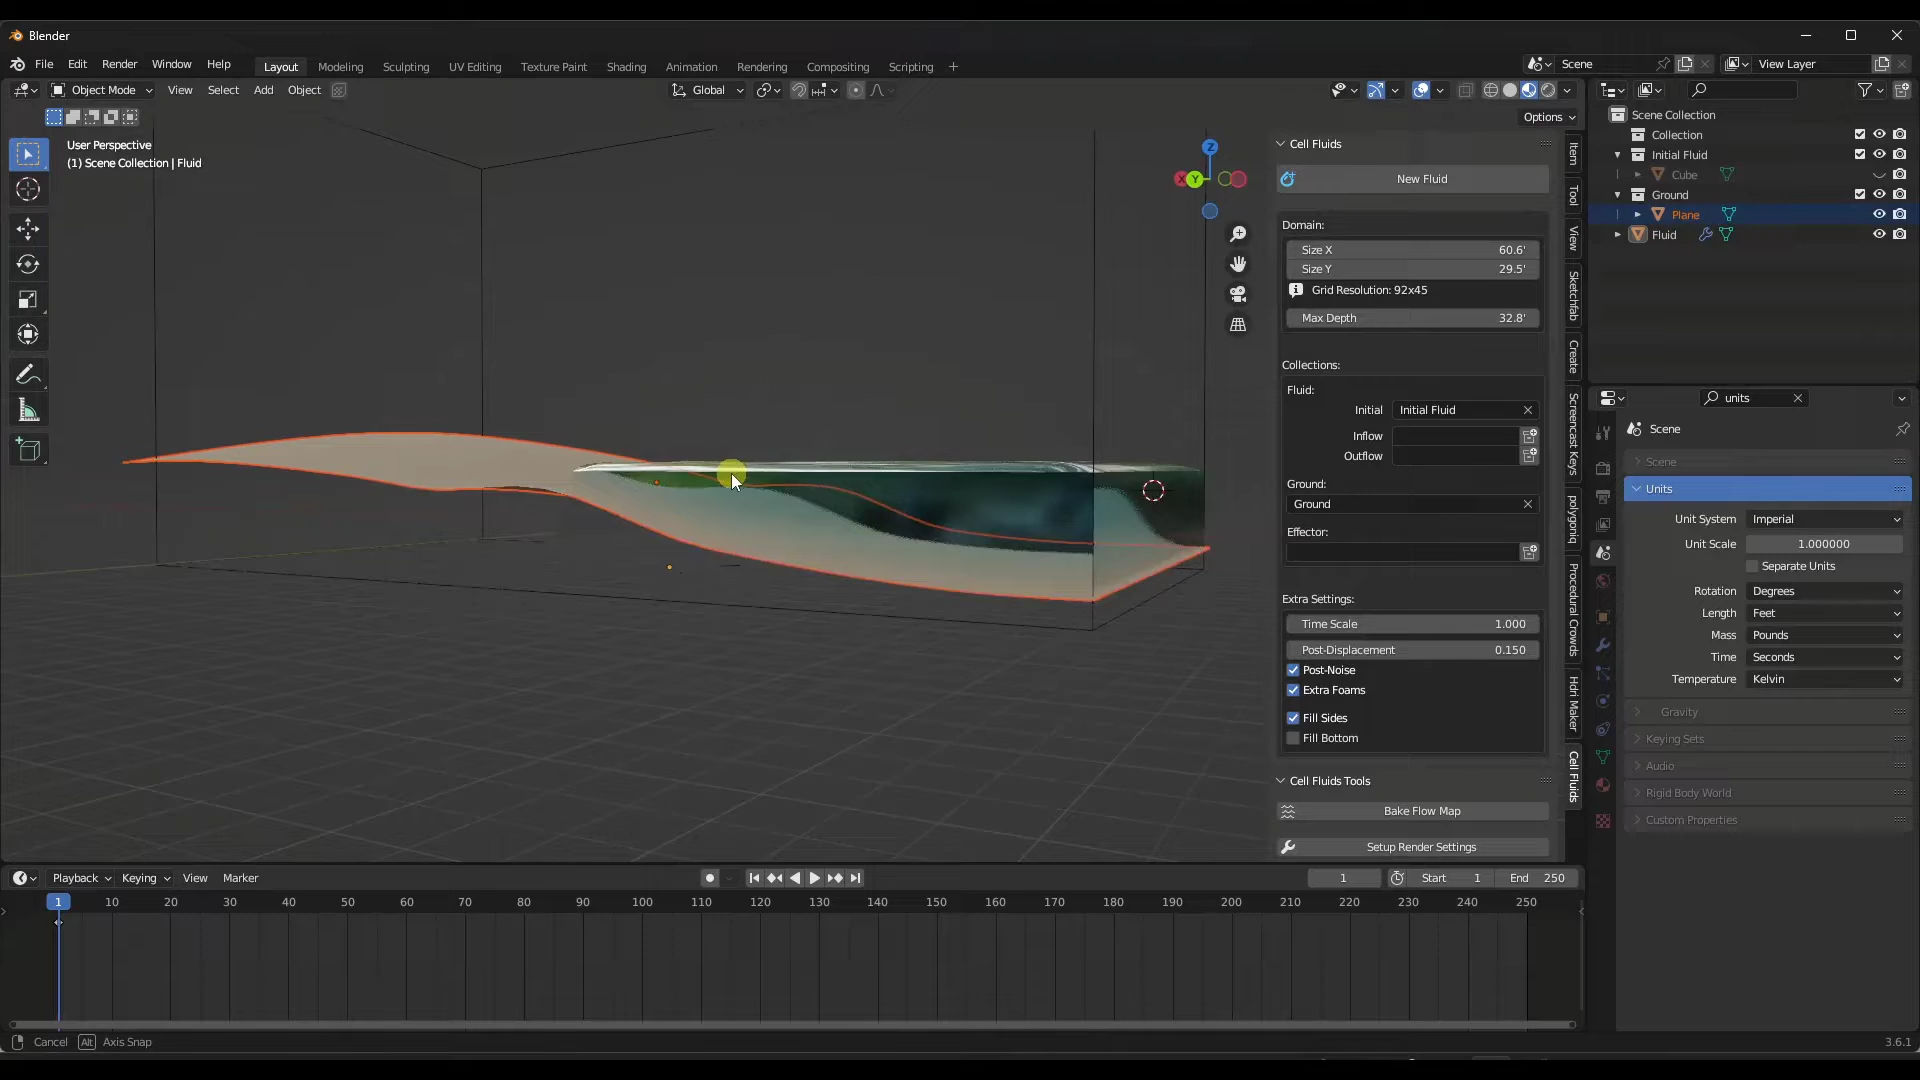 Blender
File Edit Render Window Help Layout Modeling Sculpting UV Editing Texture Paint Shading Animation Rendering Compositing Scripting + Scene View Layer
Object Mode View Select Add Object Global
Options
User Perspective
(1) Scene Collection | Fluid
X Y Z
Cell Fluids
New Fluid
Domain:
Size X 60.6'
Size Y 29.5'
Grid Resolution: 92x45
Max Depth 32.8'
Collections:
Fluid:
Initial Initial Fluid
Inflow
Outflow
Ground:
Ground
Effector:
Extra Settings:
Time Scale 1.000
Post-Displacement 0.150
Post-Noise
Extra Foams
Fill Sides
Fill Bottom
Cell Fluids Tools
Bake Flow Map
Setup Render Settings
Item
Tool
View
Sketchfab
Create
Screencast Keys
polygoniq
Procedural Crowds
Hdri Maker
Cell Fluids
Scene Collection
Collection
Initial Fluid
Cube
Ground
Plane
Fluid
units
Scene
Scene
Units
Unit System Imperial
Unit Scale 1.000000
Separate Units
Rotation Degrees
Length Feet
Mass Pounds
Time Seconds
Temperature Kelvin
Gravity
Keying Sets
Audio
Rigid Body World
Custom Properties
Playback Keying View Marker 1 Start 1 End 250
1 10 20 30 40 50 60 70 80 90 100 110 120 130 140 150 160 170 180 190 200 210 220 230 240 250
Cancel Alt Axis Snap 3.6.1